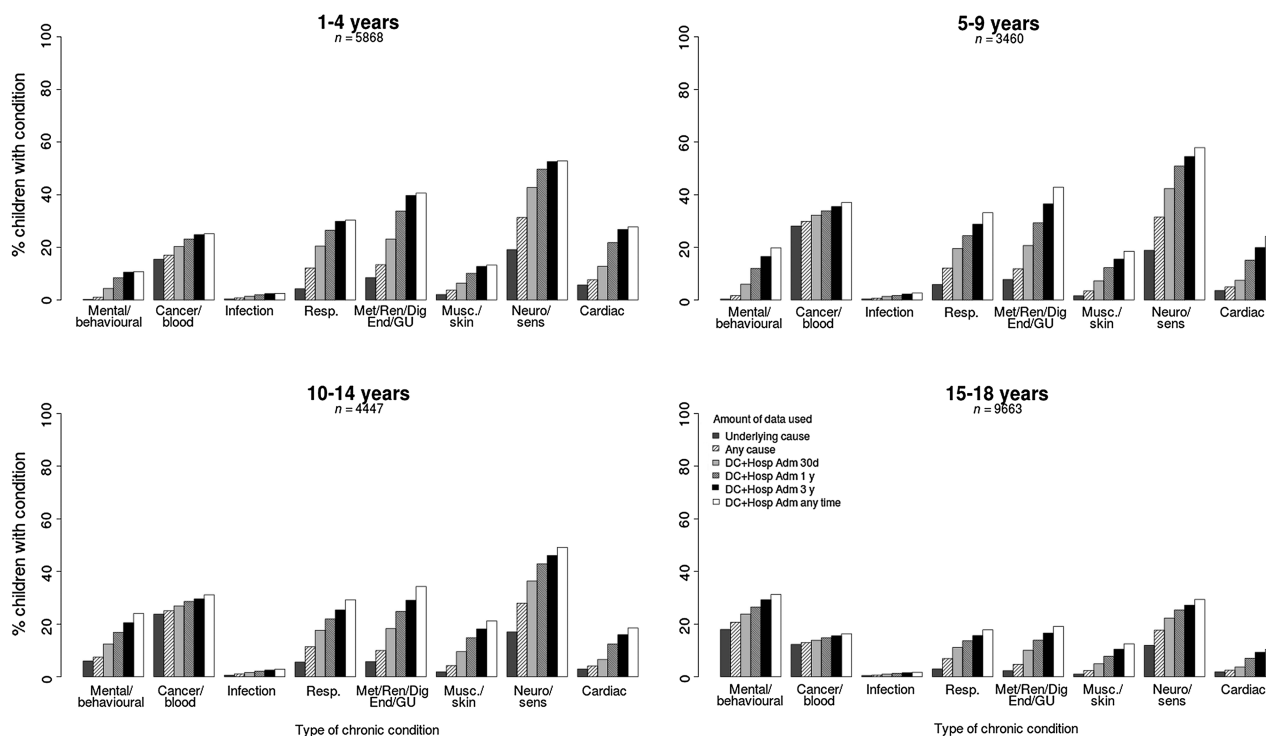 1-4 years
n = 5868
% children with condition
0 20 40 60 80 100
Mental/
behavioural
Cancer/
blood
Infection
Resp.
Met/Ren/Dig
End/GU
Musc./
skin
Neuro/
sens
Cardiac
5-9 years
n = 3460
0 20 40 60 80 100
Mental/
behavioural
Cancer/
blood
Infection
Resp.
Met/Ren/Dig
End/GU
Musc./
skin
Neuro/
sens
Cardiac
10-14 years
n = 4447
% children with condition
0 20 40 60 80 100
Mental/
behavioural
Cancer/
blood
Infection
Resp.
Met/Ren/Dig
End/GU
Musc./
skin
Neuro/
sens
Cardiac
Type of chronic condition
15-18 years
n = 9663
0 20 40 60 80 100
Amount of data used
Underlying cause
Any cause
DC+Hosp Adm 30d
DC+Hosp Adm 1 y
DC+Hosp Adm 3 y
DC+Hosp Adm any time
Mental/
behavioural
Cancer/
blood
Infection
Resp.
Met/Ren/Dig
End/GU
Musc./
skin
Neuro/
sens
Cardiac
Type of chronic condition